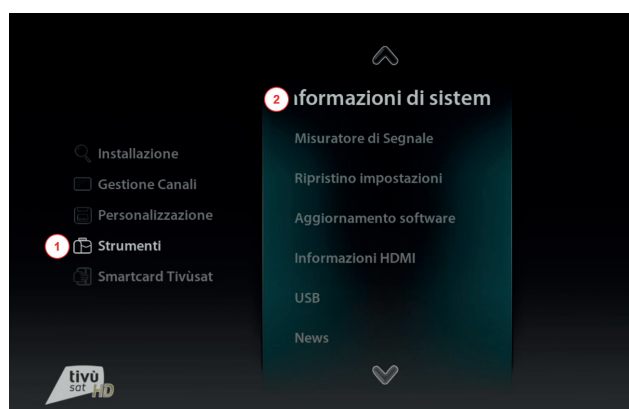 Installazione
Gestione Canali
Personalizzazione
1 Strumenti
Smartcard Tivùsat
2 nformazioni di sistem
Misuratore di Segnale
Ripristino impostazioni
Aggiornamento software
Informazioni HDMI
USB
News
tivù
sat HD